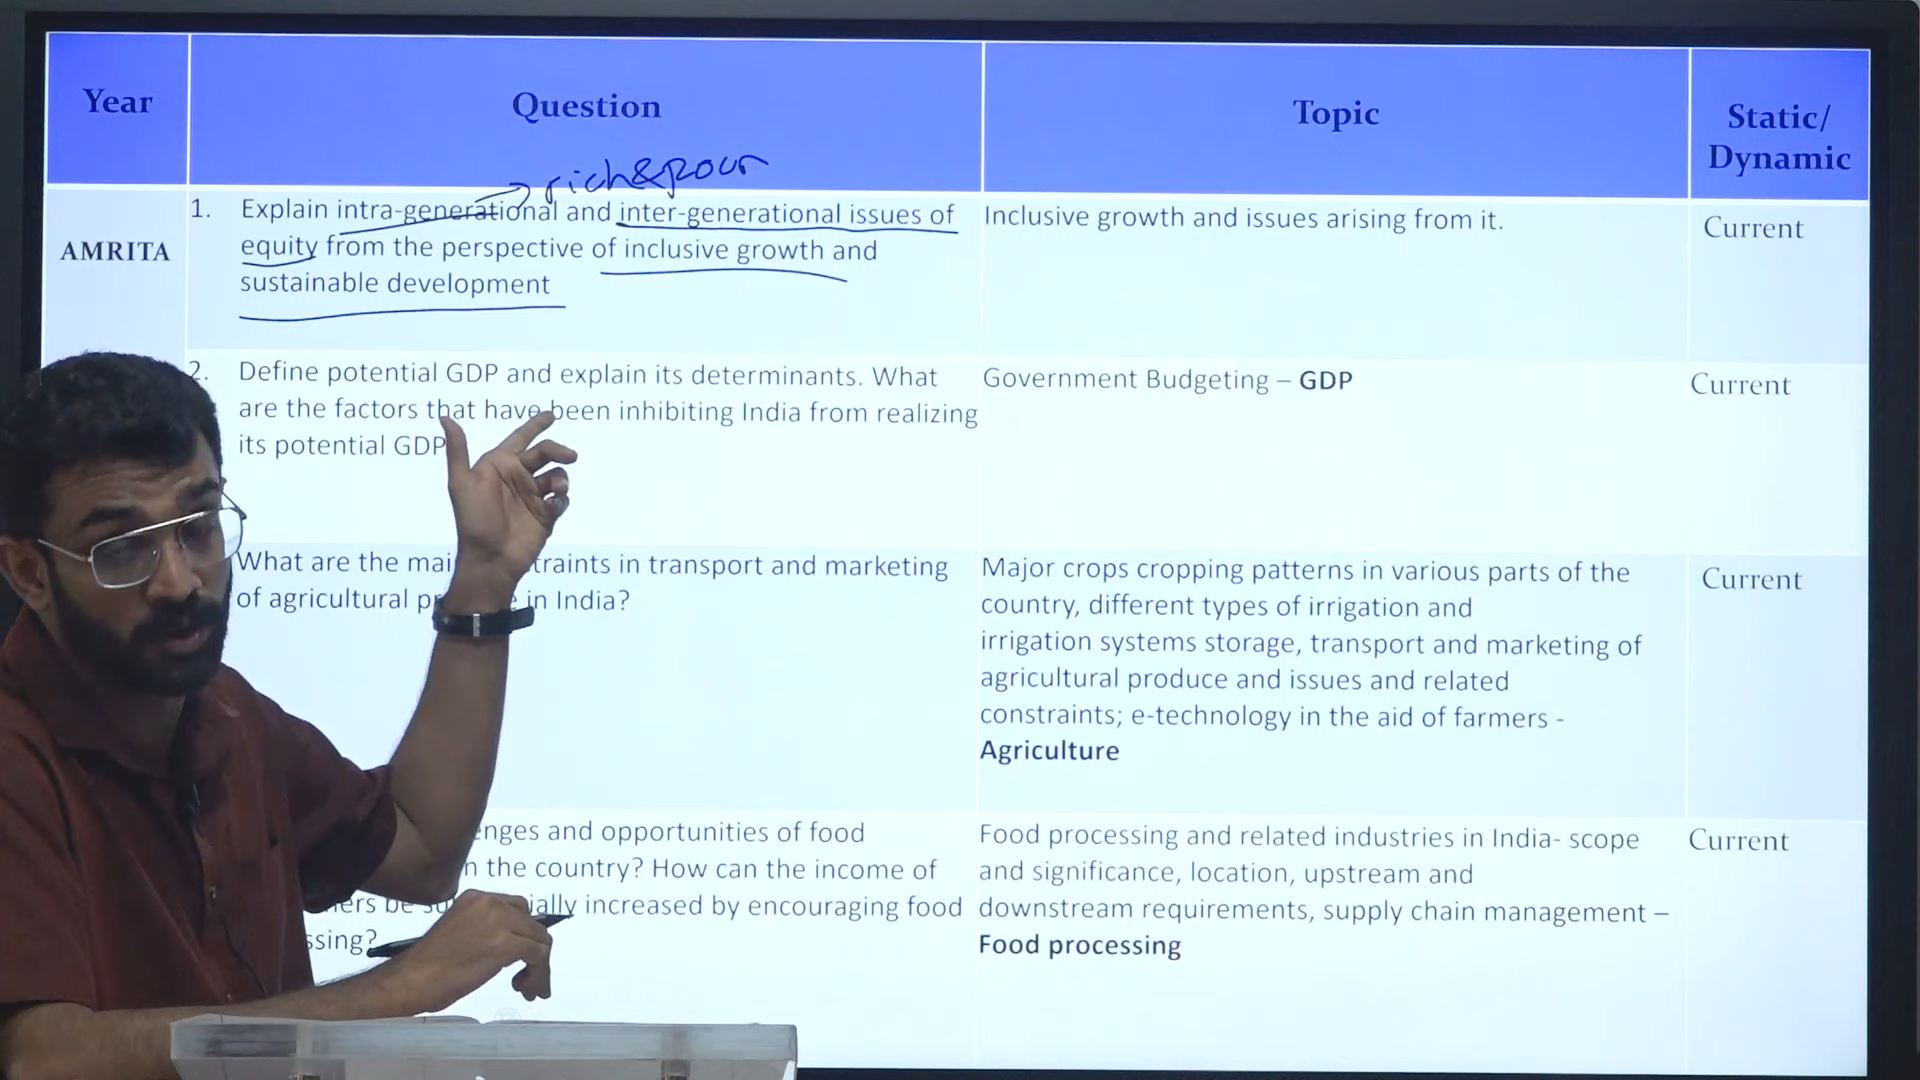 Year
Question
Topic
Static/
Dynamic
rich&poor
1. Explain intra-generational and inter-generational issues of
equity from the perspective of inclusive growth and
sustainable development
Inclusive growth and issues arising from it.
Current
AMRITA
2. Define potential GDP and explain its determinants. What
are the factors that have been inhibiting India from realizing
its potential GDP
Government Budgeting – GDP
Current
What are the in transport and marketing
of agricultural in India?
Major crops cropping patterns in various parts of the
country, different types of irrigation and
irrigation systems storage, transport and marketing of
agricultural produce and issues and related
constraints; e-technology in the aid of farmers -
Agriculture
Current
and opportunities of food
the country? How can the income of
be increased by encouraging food
Food processing and related industries in India- scope
and significance, location, upstream and
downstream requirements, supply chain management –
Food processing
Current